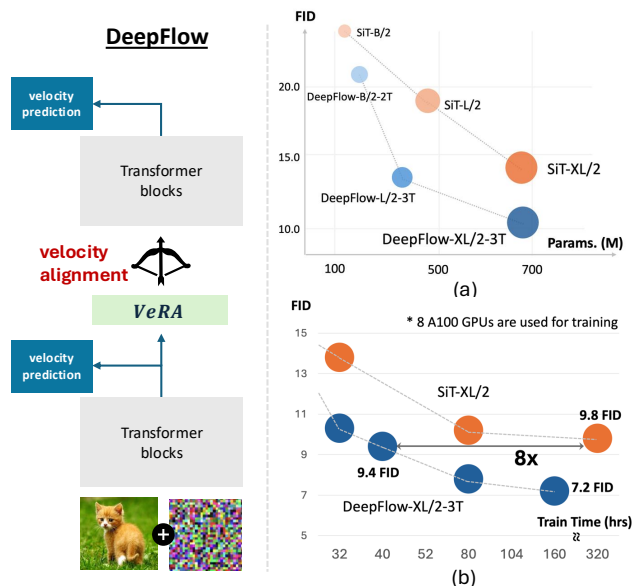 DeepFlow
velocity
prediction
Transformer
blocks
velocity
alignment
VeRA
velocity
prediction
Transformer
blocks
FID
SiT-B/2
20.0
DeepFlow-B/2-2T
SiT-L/2
15.0
SiT-XL/2
DeepFlow-L/2-3T
10.0
DeepFlow-XL/2-3T
Params. (M)
100
500
700
(a)
FID
15
* 8 A100 GPUs are used for training
13
SiT-XL/2
11
9.8 FID
9
9.4 FID
8x
7
7.2 FID
DeepFlow-XL/2-3T
Train Time (hrs)
5
≈
32
40
52
80
104
160
320
(b)